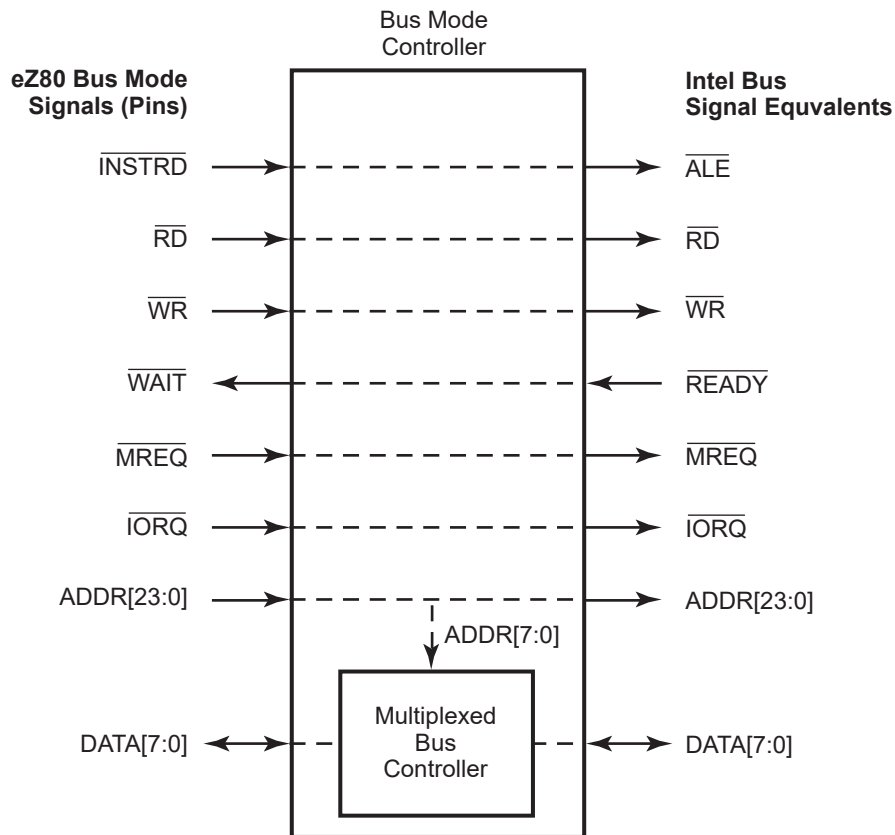 Bus Mode
Controller
eZ80 Bus Mode
Signals (Pins)
Intel Bus
Signal Equvalents
INSTRD
ALE
RD
RD
WR
WR
WAIT
READY
MREQ
MREQ
IORQ
IORQ
ADDR[23:0]
ADDR[23:0]
ADDR[7:0]
Multiplexed
Bus
Controller
DATA[7:0]
DATA[7:0]